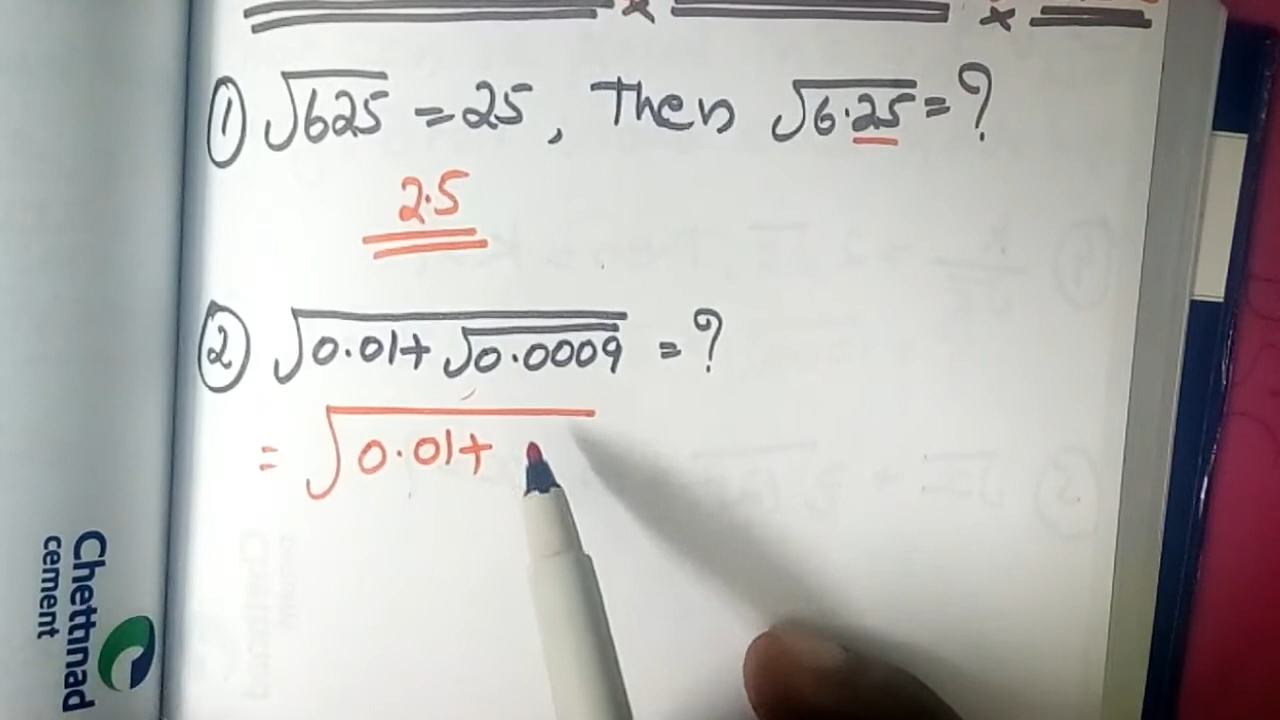 ① √625 = 25, Then √6.25 = ?
2.5
② √(0.01+ √0.0009) = ?
= √0.01+
Chettinad
cement